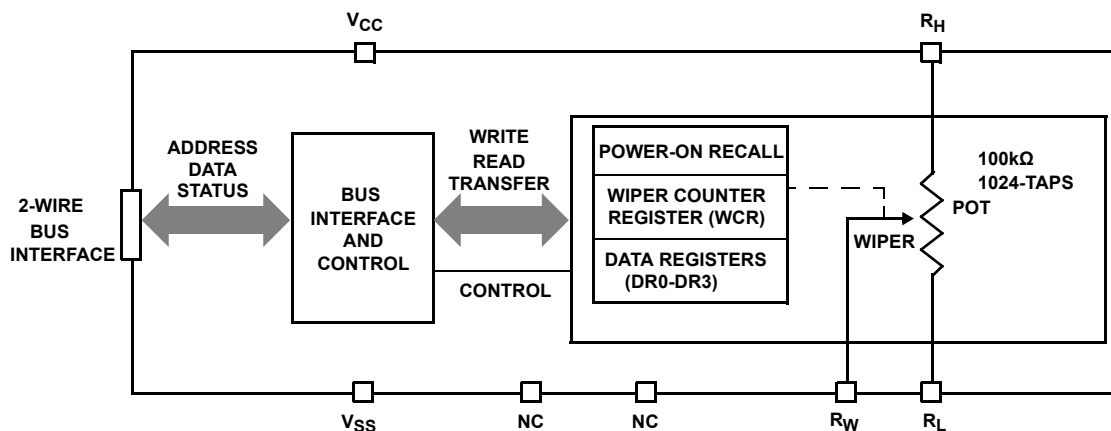 VCC
RH
ADDRESS
DATA
STATUS
2-WIRE
BUS
INTERFACE
BUS
INTERFACE
AND
CONTROL
WRITE
READ
TRANSFER
CONTROL
POWER-ON RECALL
WIPER COUNTER
REGISTER (WCR)
DATA REGISTERS
(DR0-DR3)
100kΩ
1024-TAPS
POT
WIPER
VSS
NC
NC
RW
RL